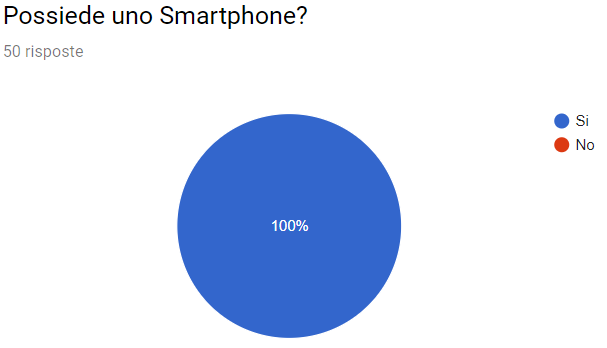 Possiede uno Smartphone?
50 risposte
Si
No
100%